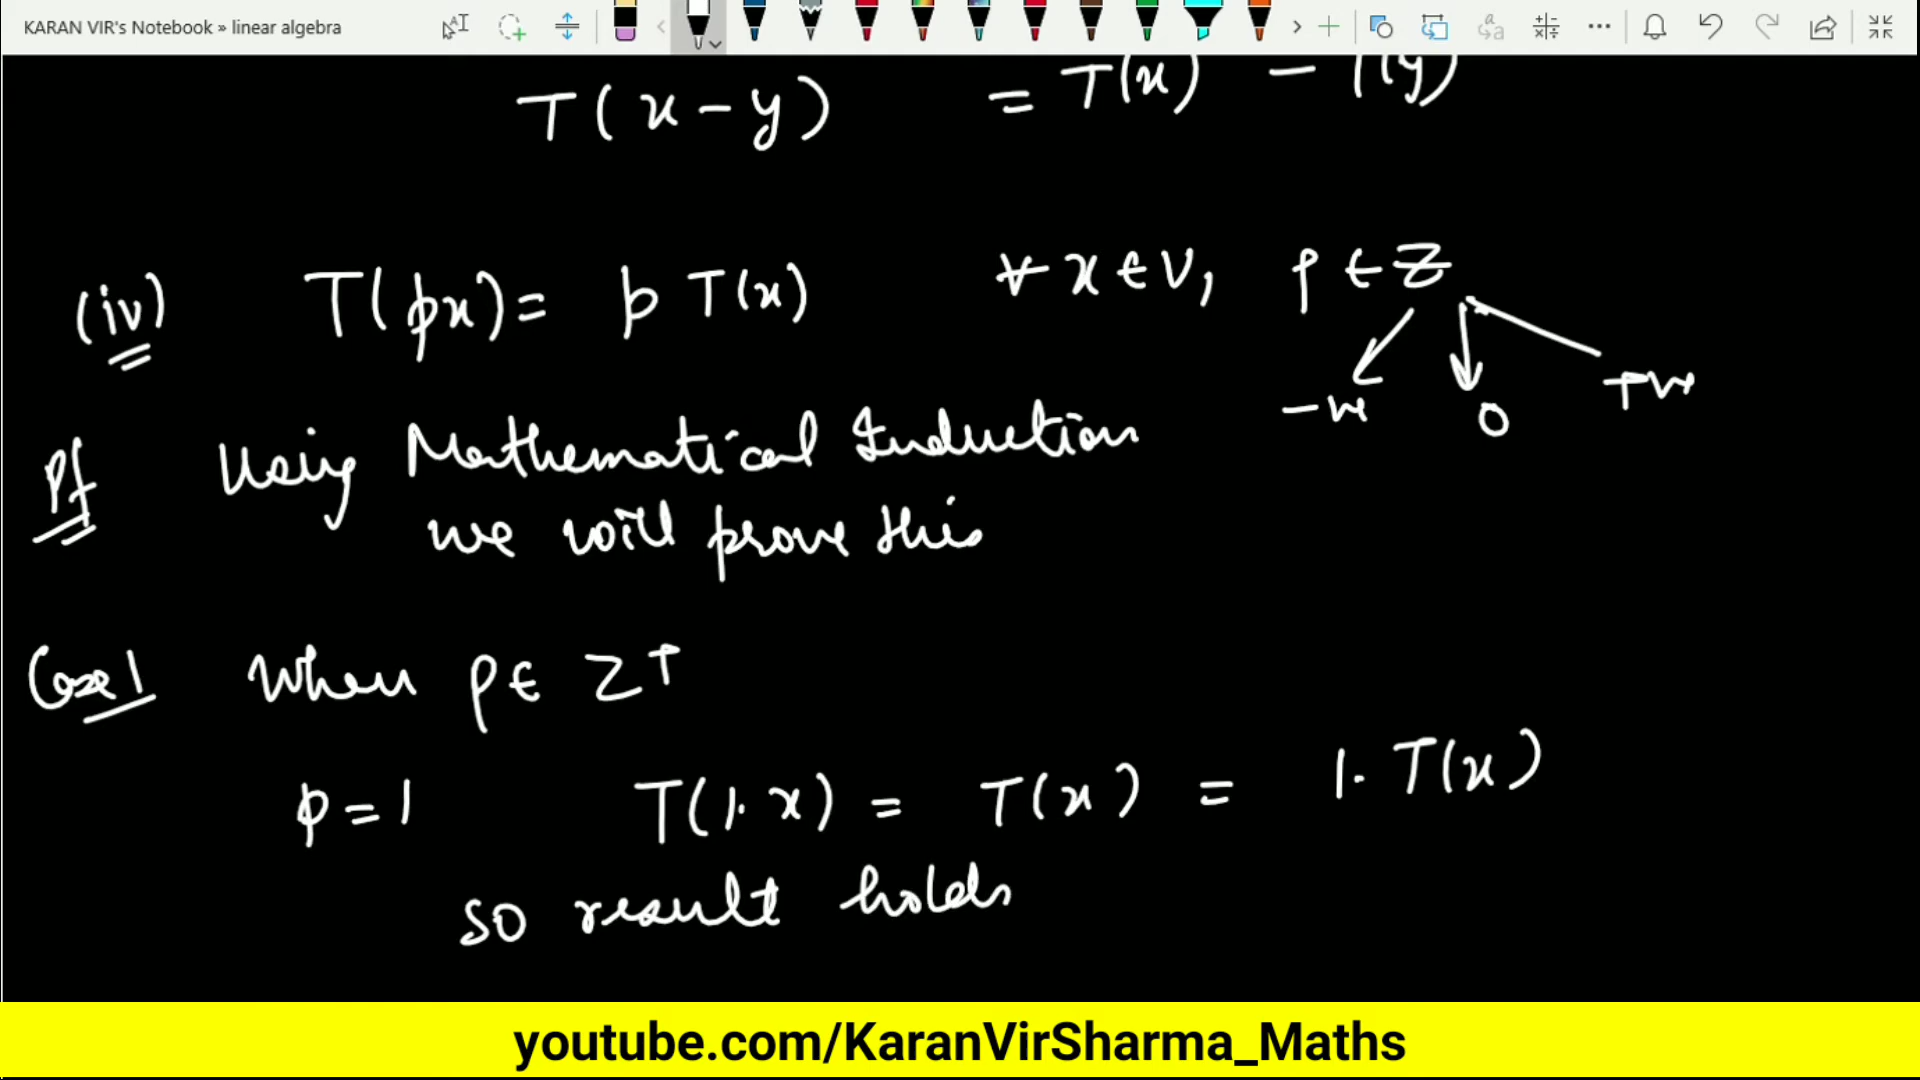 KARAN VIR's Notebook » linear algebra
T(x-y) = T(x) - T(y)
(iv) T(px) = p T(x) ∀ x ∈ V, p ∈ Z
-ve 0 +ve
Pf Using Mathematical Induction
we will prove this
Case 1 When p ∈ Z⁺
p = 1 T(1.x) = T(x) = 1. T(x)
so result holds
youtube.com/KaranVirSharma_Maths